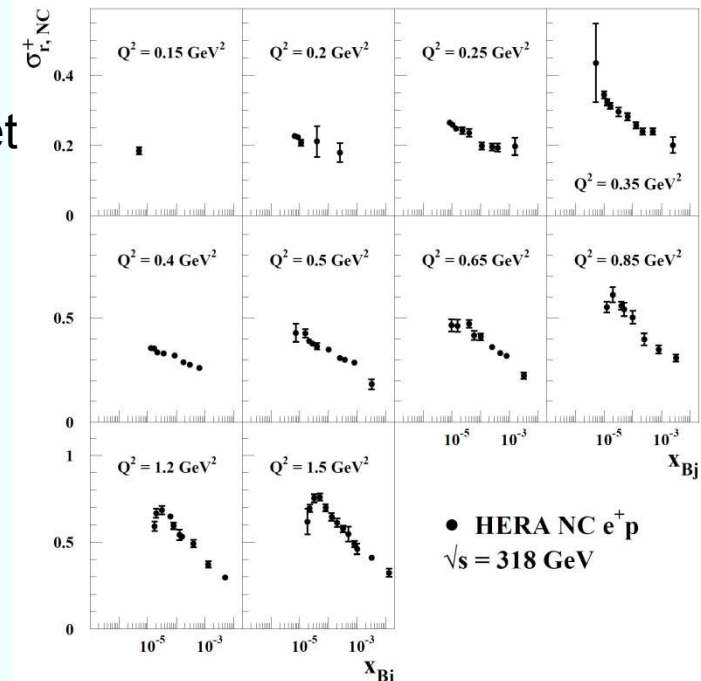 σ⁺r, NC
Q² = 0.15 GeV²
Q² = 0.2 GeV²
Q² = 0.25 GeV²
Q² = 0.35 GeV²
0.4
0.2
0
et
Q² = 0.4 GeV²
Q² = 0.5 GeV²
Q² = 0.65 GeV²
Q² = 0.85 GeV²
0.5
0
10⁻⁵ 10⁻³
10⁻⁵ 10⁻³
xBj
Q² = 1.2 GeV²
Q² = 1.5 GeV²
1
0.5
0
10⁻⁵ 10⁻³
10⁻⁵ 10⁻³
xBj
● HERA NC e⁺p
√s = 318 GeV